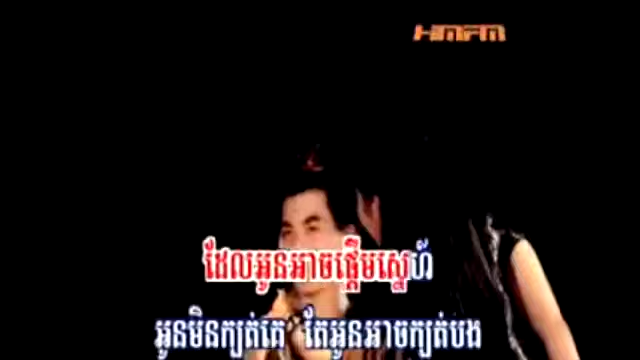 HMFM
ដែលអូនអាចផ្ដើមស្នេហ៍
អូនមិនក្បត់គេ តែអូនអាចក្បត់បង